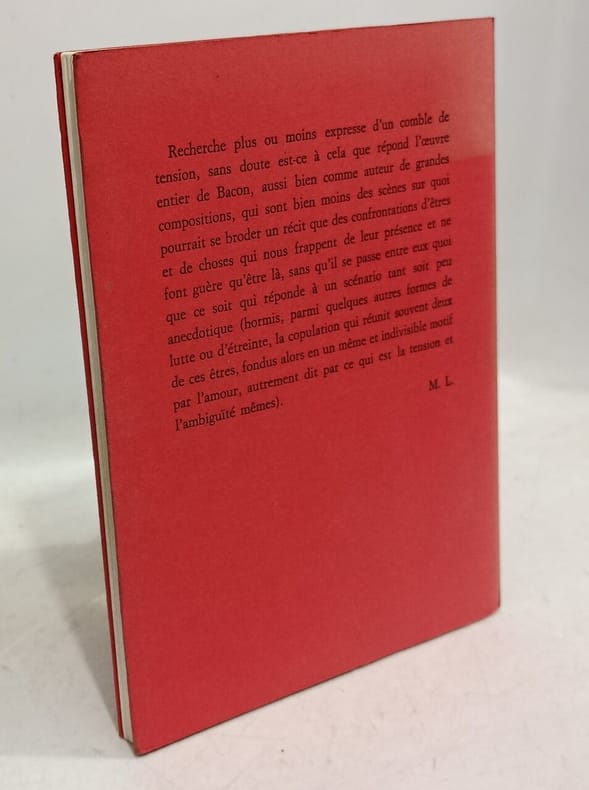 Recherche plus ou moins expresse d'un comble de
tension, sans doute est-ce à cela que répond l'œuvre
entier de Bacon, aussi bien comme auteur de grandes
compositions, qui sont bien moins des scènes sur quoi
pourrait se broder un récit que des confrontations d'êtres
et de choses qui nous frappent de leur présence et ne
font guère qu'être là, sans qu'il se passe entre eux quoi
que ce soit qui réponde à un scénario tant soit peu
anecdotique (hormis, parmi quelques autres formes de
lutte ou d'étreinte, la copulation qui réunit souvent deux
de ces êtres, fondus alors en un même et indivisible motif
par l'amour, autrement dit par ce qui est la tension et
l'ambiguïté mêmes).
M. L.